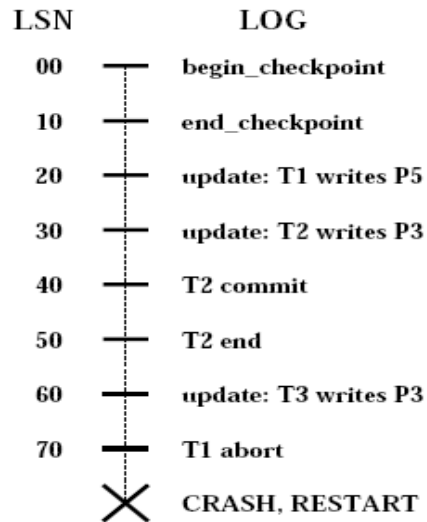 LSN LOG
00 begin_checkpoint
10 end_checkpoint
20 update: T1 writes P5
30 update: T2 writes P3
40 T2 commit
50 T2 end
60 update: T3 writes P3
70 T1 abort
CRASH, RESTART